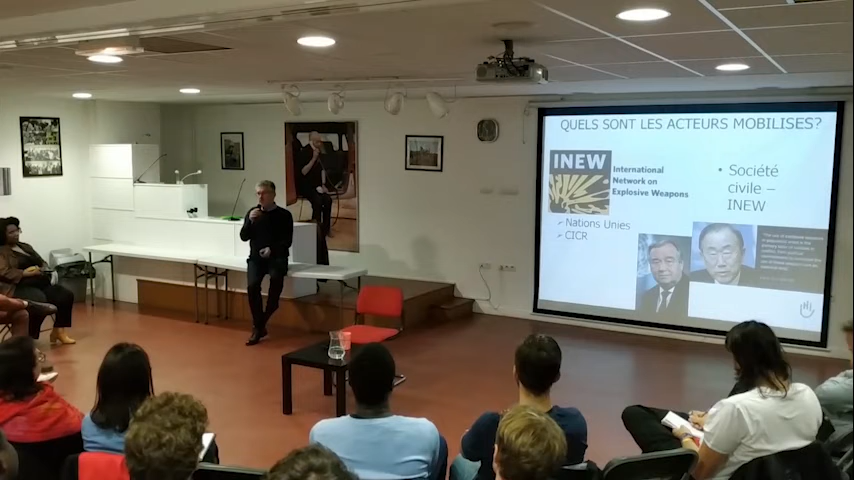 QUELS SONT LES ACTEURS MOBILISES?
INEW
International
Network on
Explosive Weapons
• Société
civile –
INEW
➢ Nations Unies
➢ CICR